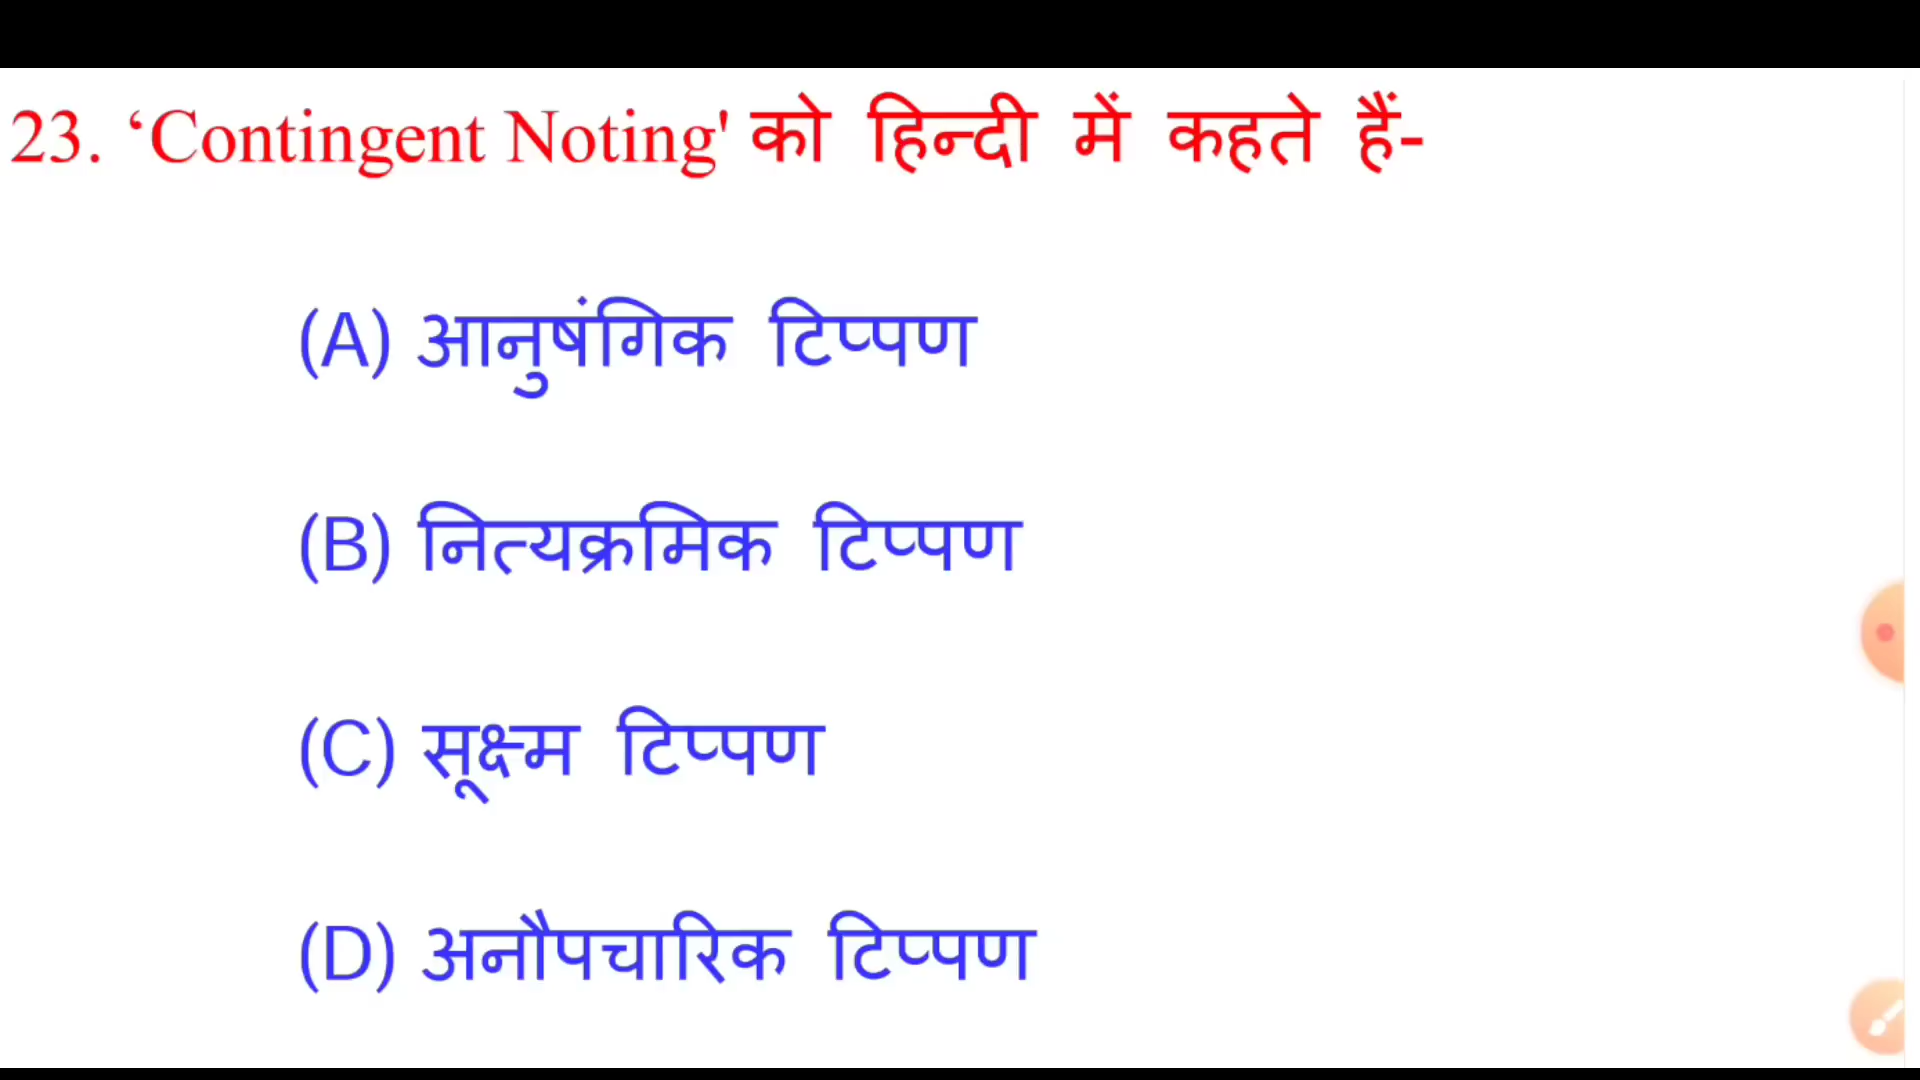 23. ‘Contingent Noting' को हिन्दी में कहते हैं-
(A) आनुषंगिक टिप्पण
(B) नित्यक्रमिक टिप्पण
(C) सूक्ष्म टिप्पण
(D) अनौपचारिक टिप्पण